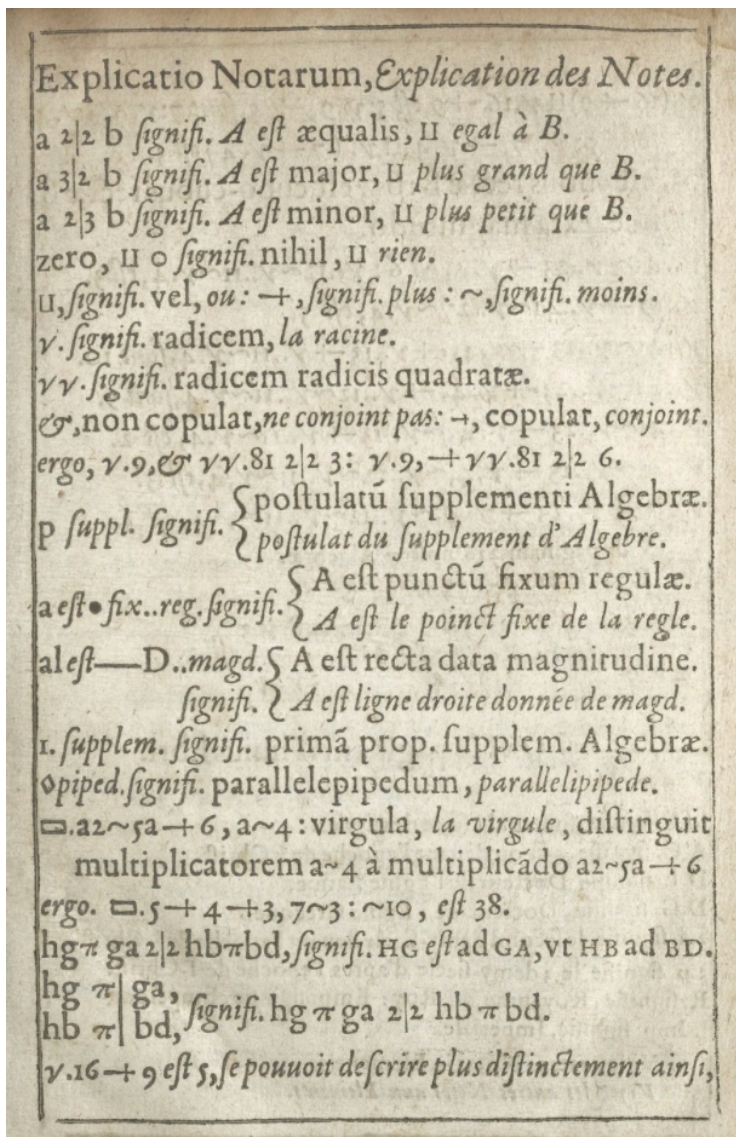 Explicatio Notarum, Explication des Notes.
a 2|2 b ſignifi. A eſt æqualis, ⊔ egal à B.
a 3|2 b ſignifi. A eſt major, ⊔ plus grand que B.
a 2|3 b ſignifi. A eſt minor, ⊔ plus petit que B.
zero, ⊔ o ſignifi. nihil, ⊔ rien.
⊔, ſignifi. vel, ou: -+, ſignifi. plus: ~, ſignifi. moins.
γ. ſignifi. radicem, la racine.
γγ. ſignifi. radicem radicis quadratæ.
&, non copulat, ne conjoint pas: ⊣, copulat, conjoint.
ergo, γ.9, & γγ.81 2|2 3: γ.9, -+ γγ.81 2|2 6.
p ſuppl. ſignifi. { poſtulatū ſupplementi Algebræ.
poſtulat du ſupplement d'Algebre.
a eſt • fix..reg. ſignifi. { A eſt punctū fixum regulæ.
A eſt le poinct fixe de la regle.
al eſt — D..magd. { A eſt recta data magnitudine.
ſignifi. A eſt ligne droite donnée de magd.
1. ſupplem. ſignifi. primā prop. ſupplem. Algebræ.
◊piped. ſignifi. parallelepipedum, parallelipipede.
▭.a2~5a-+6, a~4: virgula, la virgule, diſtinguit
multiplicatorem a~4 à multiplicādo a2~5a-+6
ergo. ▭.5-+4-+3, 7~3: ~10, eſt 38.
hg π ga 2|2 hb π bd, ſignifi. HG eſt ad GA, vt HB ad BD.
hg π | ga,
hb π | bd, ſignifi. hg π ga 2|2 hb π bd.
γ.16-+9 eſt 5, ſe pouuoit deſcrire plus diſtinctement ainſi,